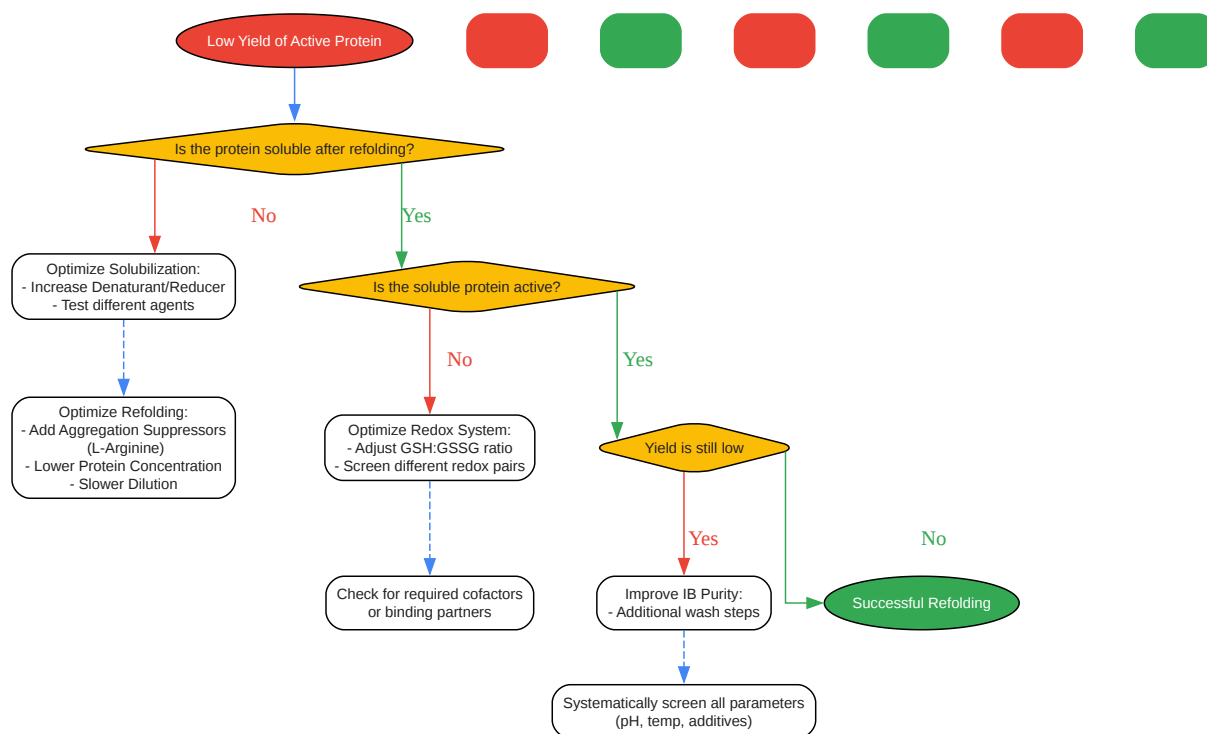 Low Yield of Active Protein
Is the protein soluble after refolding?
No
Yes
Optimize Solubilization:
- Increase Denaturant/Reducer
- Test different agents
Is the soluble protein active?
No
Yes
Optimize Refolding:
- Add Aggregation Suppressors
(L-Arginine)
- Lower Protein Concentration
- Slower Dilution
Optimize Redox System:
- Adjust GSH:GSSG ratio
- Screen different redox pairs
Yield is still low
Yes
No
Check for required cofactors
or binding partners
Improve IB Purity:
- Additional wash steps
Successful Refolding
Systematically screen all parameters
(pH, temp, additives)